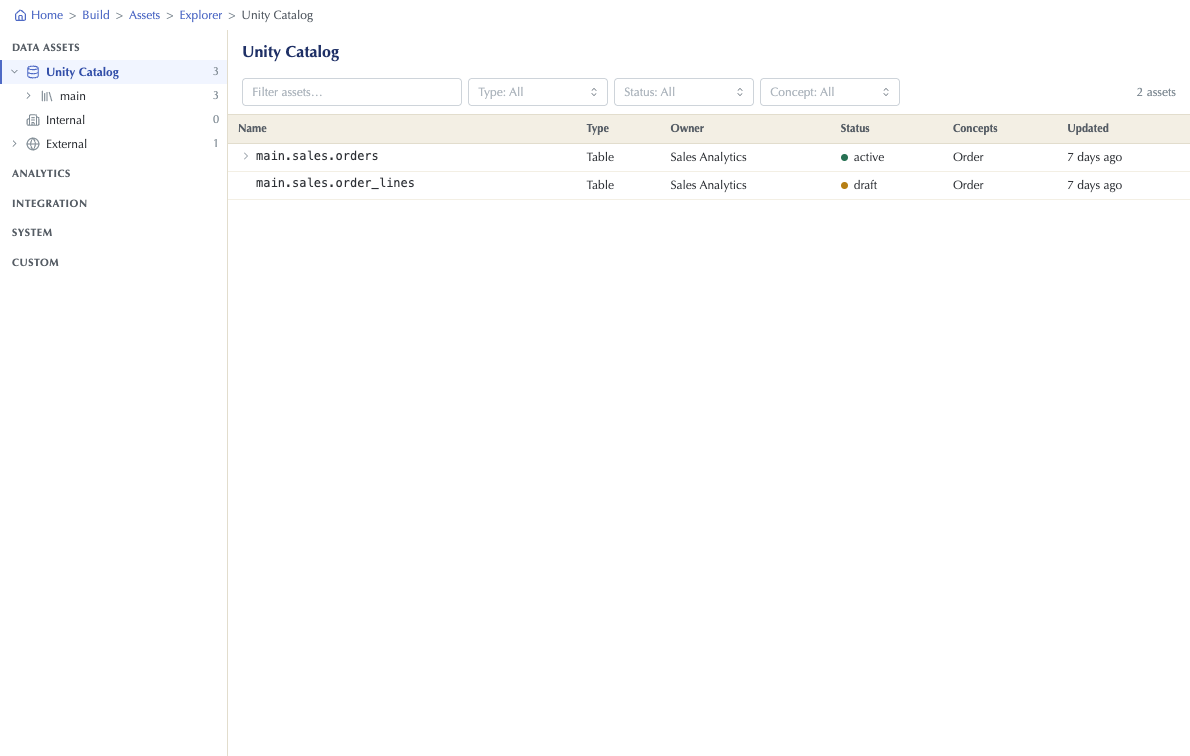 Home > Build > Assets > Explorer > Unity Catalog
DATA ASSETS
Unity Catalog 3
main 3
Internal 0
External 1
ANALYTICS
INTEGRATION
SYSTEM
CUSTOM
Unity Catalog
Filter assets... Type: All Status: All Concept: All 2 assets
Name Type Owner Status Concepts Updated
main.sales.orders Table Sales Analytics active Order 7 days ago
main.sales.order_lines Table Sales Analytics draft Order 7 days ago